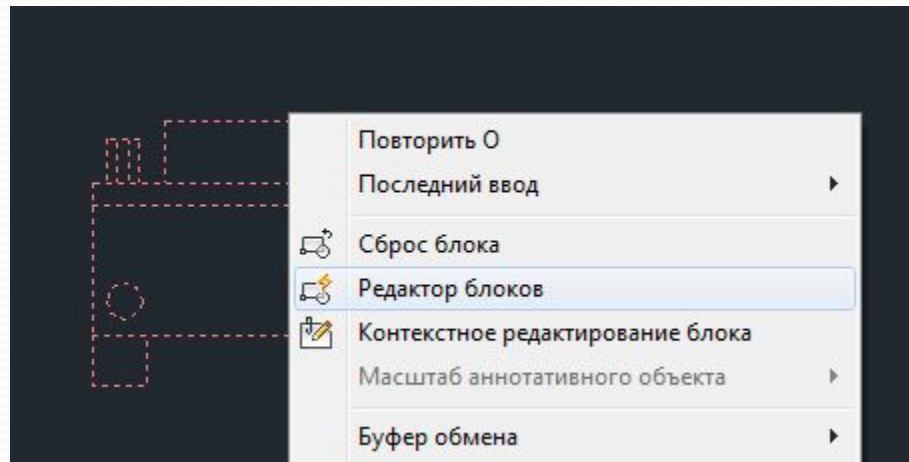 Повторить О
Последний ввод
Сброс блока
Редактор блоков
Контекстное редактирование блока
Масштаб аннотативного объекта
Буфер обмена